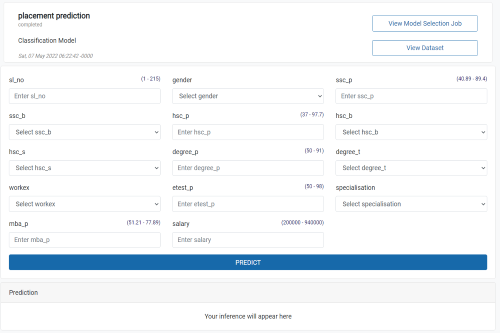 placement prediction
completed
View Model Selection Job
Classification Model
View Dataset
Sat, 07 May 2022 06:22:42 -0000
sl_no (1 - 215) gender ssc_p (40.89 - 89.4)
Enter sl_no Select gender Enter ssc_p
ssc_b hsc_p (37 - 97.7) hsc_b
Select ssc_b Enter hsc_p Select hsc_b
hsc_s degree_p (50 - 91) degree_t
Select hsc_s Enter degree_p Select degree_t
workex etest_p (50 - 98) specialisation
Select workex Enter etest_p Select specialisation
mba_p (51.21 - 77.89) salary (200000 - 940000)
Enter mba_p Enter salary
PREDICT
Prediction
Your inference will appear here